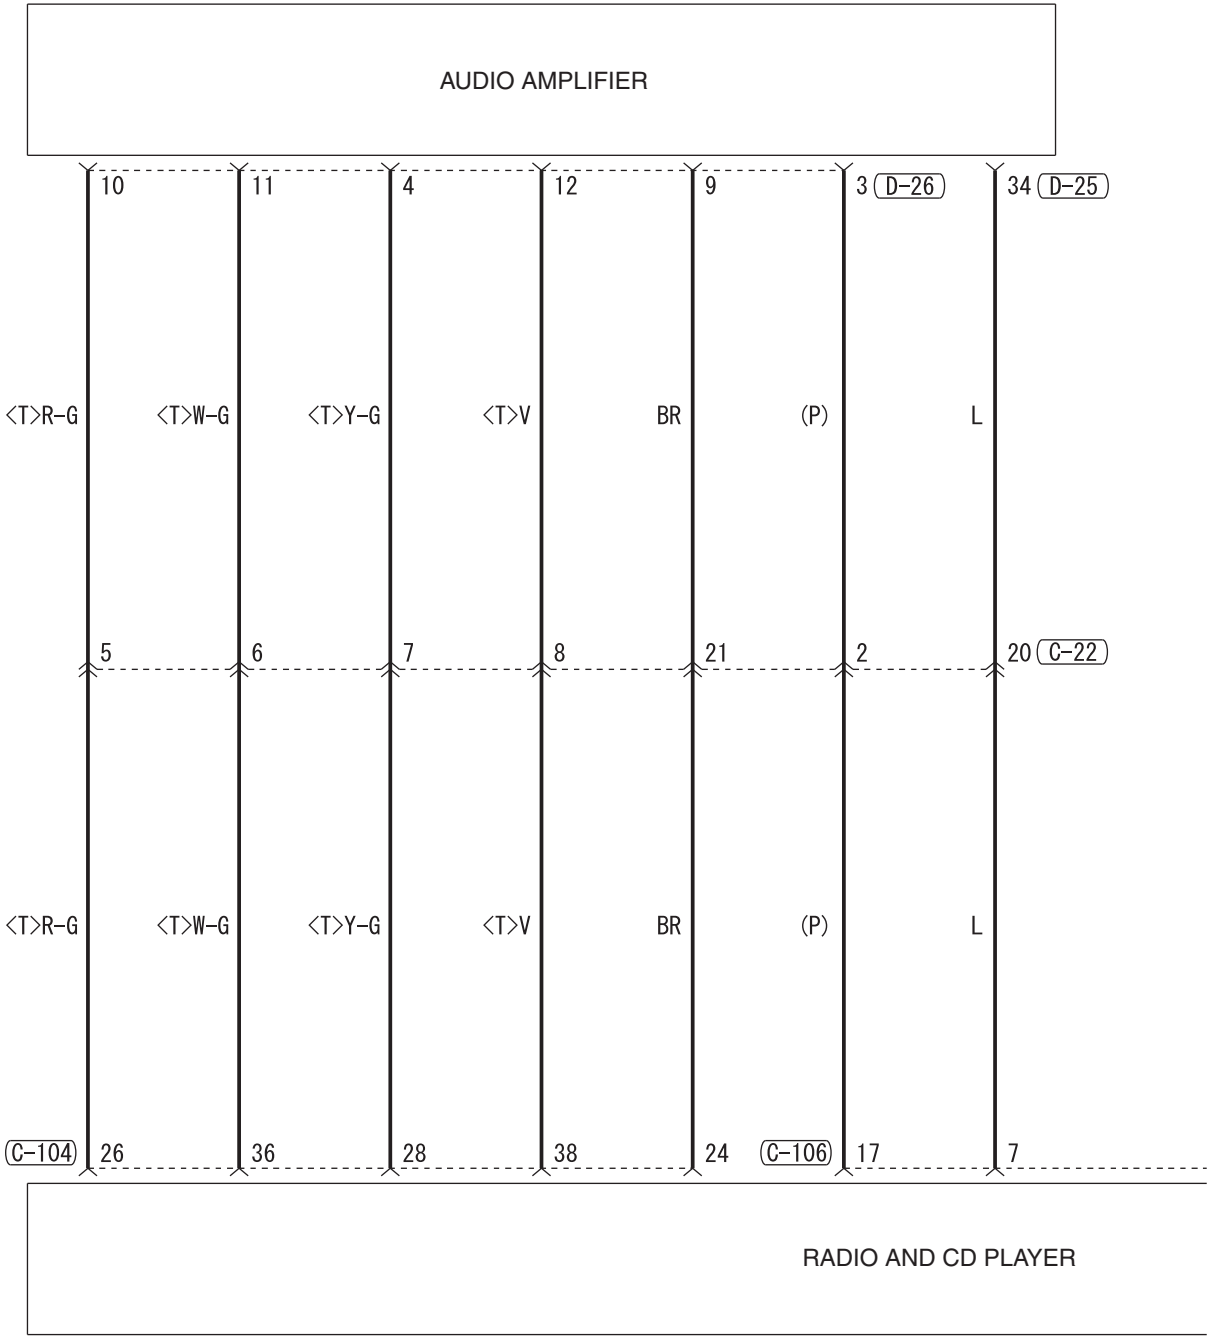 AUDIO AMPLIFIER
10 11 4 12 9 3 D-26 34 D-25
<T>R-G <T>W-G <T>Y-G <T>V BR (P) L
5 6 7 8 21 2 20 C-22
<T>R-G <T>W-G <T>Y-G <T>V BR (P) L
C-104 26 36 28 38 24 C-106 17 7
RADIO AND CD PLAYER